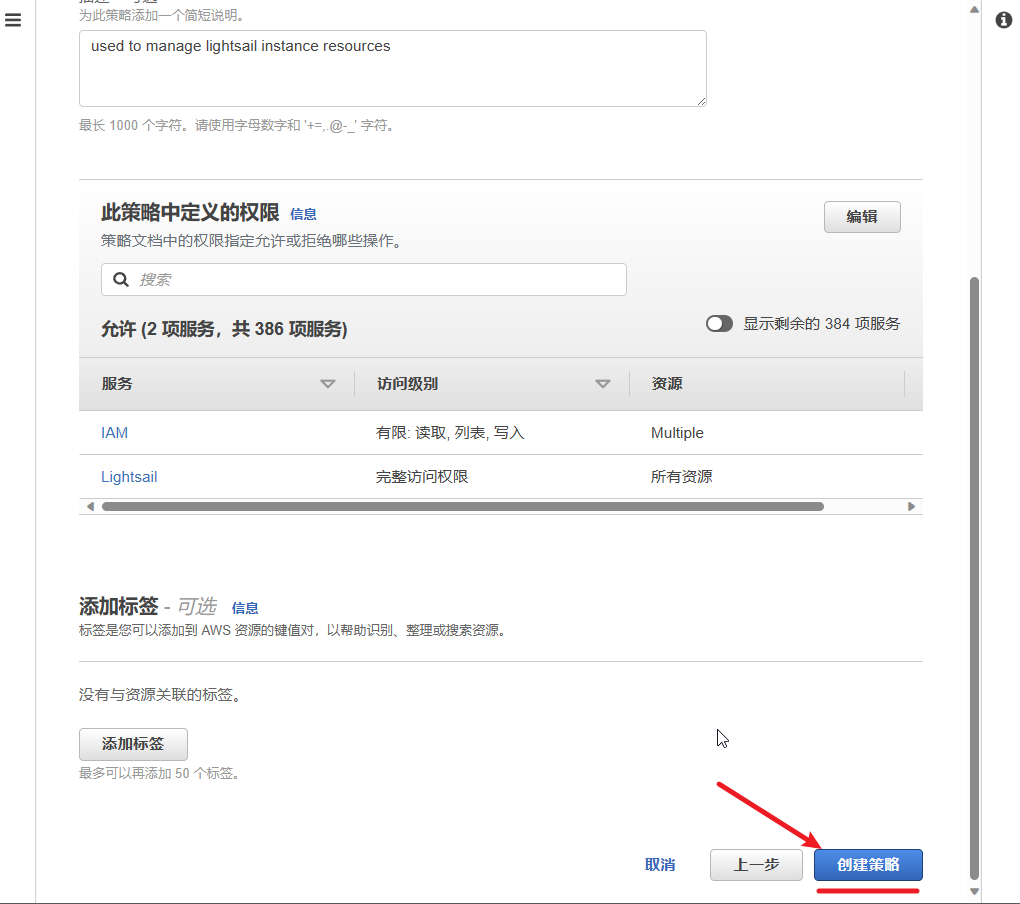 为此策略添加一个简短说明。
used to manage lightsail instance resources
最长 1000 个字符。请使用字母数字和 '+=,.@-_' 字符。
此策略中定义的权限 信息
编辑
策略文档中的权限指定允许或拒绝哪些操作。
搜索
允许 (2 项服务，共 386 项服务)
显示剩余的 384 项服务
服务 访问级别 资源
IAM 有限: 读取, 列表, 写入 Multiple
Lightsail 完整访问权限 所有资源
添加标签 - 可选 信息
标签是您可以添加到 AWS 资源的键值对，以帮助识别、整理或搜索资源。
没有与资源关联的标签。
添加标签
最多可以再添加 50 个标签。
取消 上一步 创建策略